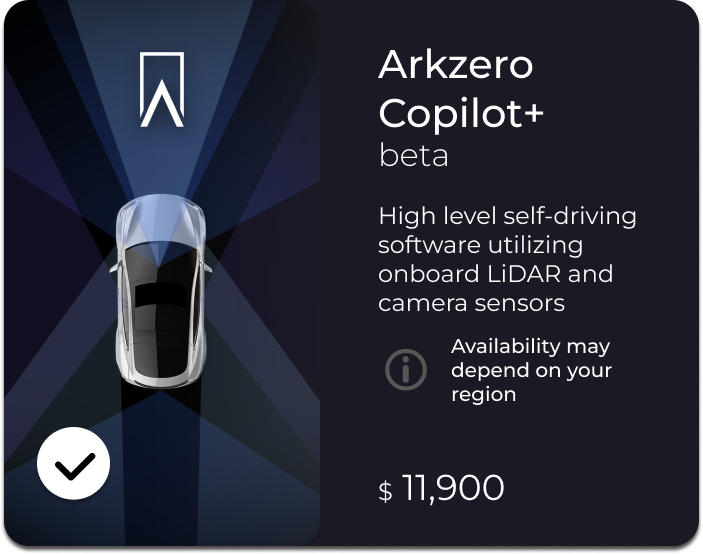 Arkzero
Copilot+
beta
High level self-driving
software utilizing
onboard LiDAR and
camera sensors
Availability may
depend on your
region
$ 11,900